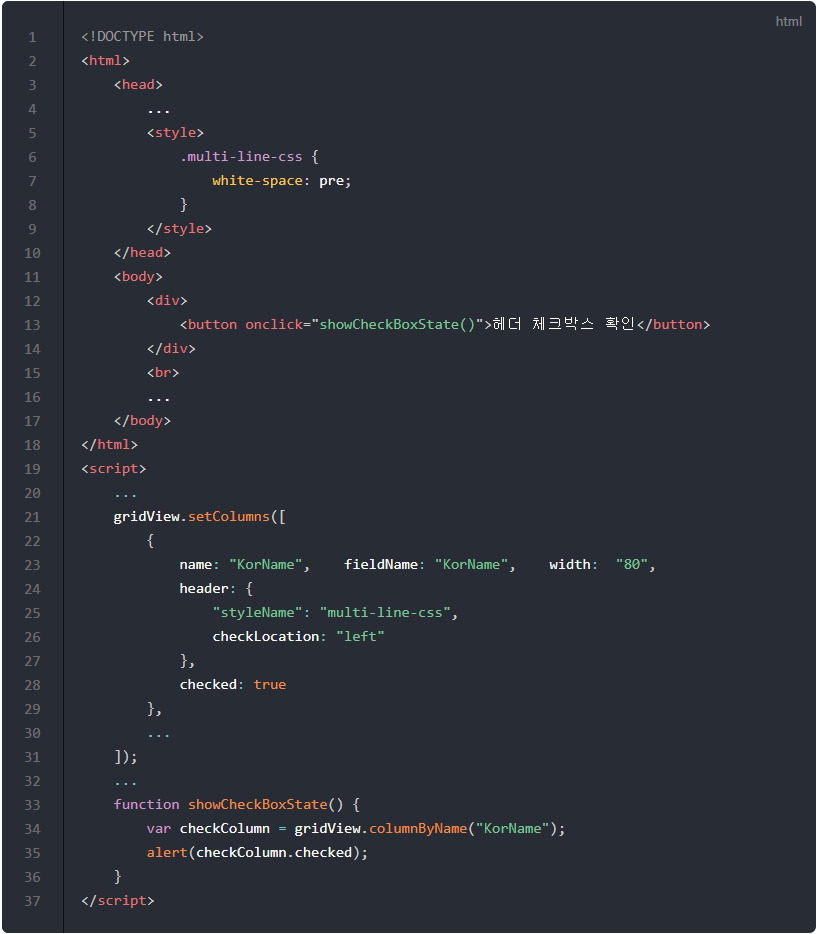 html
1 <!DOCTYPE html>
2 <html>
3     <head>
4         ...
5         <style>
6             .multi-line-css {
7                 white-space: pre;
8             }
9         </style>
10     </head>
11     <body>
12         <div>
13             <button onclick="showCheckBoxState()">헤더 체크박스 확인</button>
14         </div>
15         <br>
16         ...
17     </body>
18 </html>
19 <script>
20     ...
21     gridView.setColumns([
22         {
23             name: "KorName",    fieldName: "KorName",    width:  "80",
24             header: {
25                 "styleName": "multi-line-css",
26                 checkLocation: "left"
27             },
28             checked: true
29         },
30         ...
31     ]);
32     ...
33     function showCheckBoxState() {
34         var checkColumn = gridView.columnByName("KorName");
35         alert(checkColumn.checked);
36     }
37 </script>